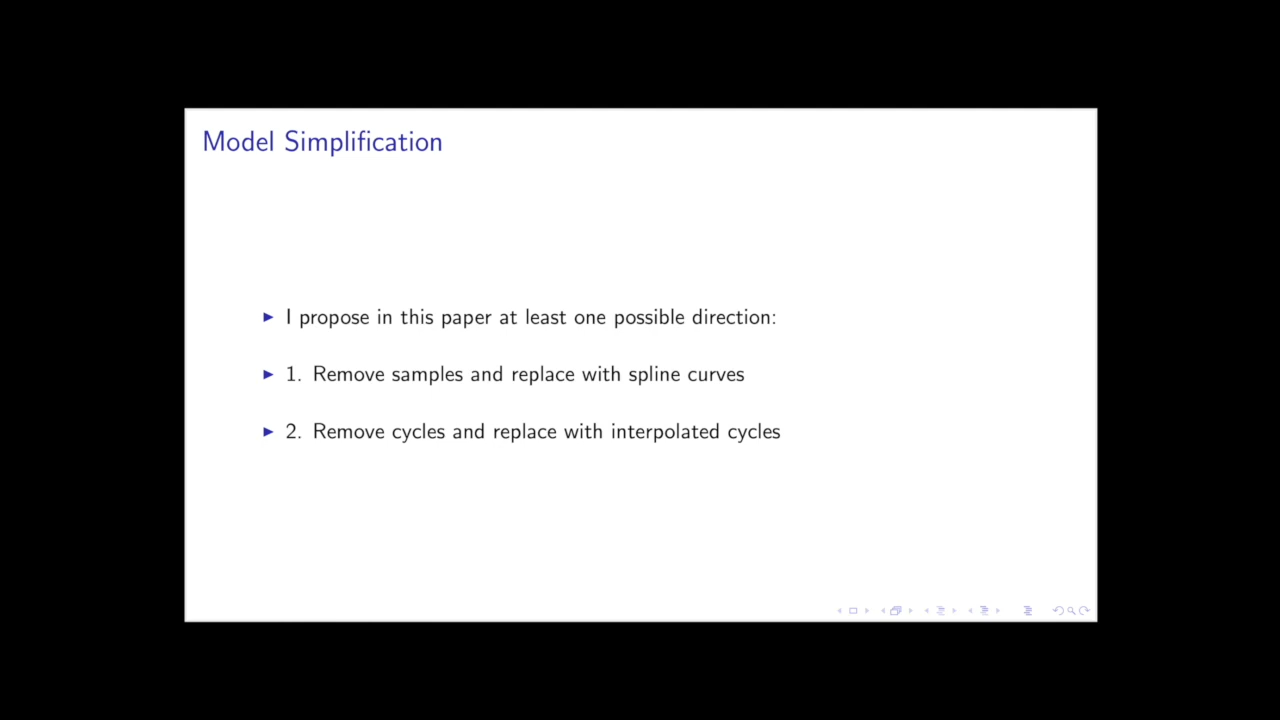 Model Simplification
I propose in this paper at least one possible direction:
1. Remove samples and replace with spline curves
2. Remove cycles and replace with interpolated cycles